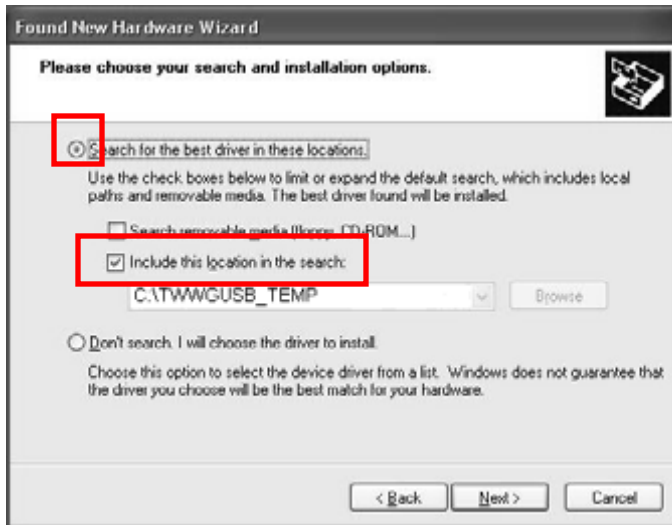 Found New Hardware Wizard
Please choose your search and installation options.
Search for the best driver in these locations.
Use the check boxes below to limit or expand the default search, which includes local
paths and removable media. The best driver found will be installed.
Search removable media (floppy, CD-ROM...)
Include this location in the search:
C:\TWWGUSB_TEMP
Browse
Don't search. I will choose the driver to install.
Choose this option to select the device driver from a list. Windows does not guarantee that
the driver you choose will be the best match for your hardware.
< Back
Next >
Cancel